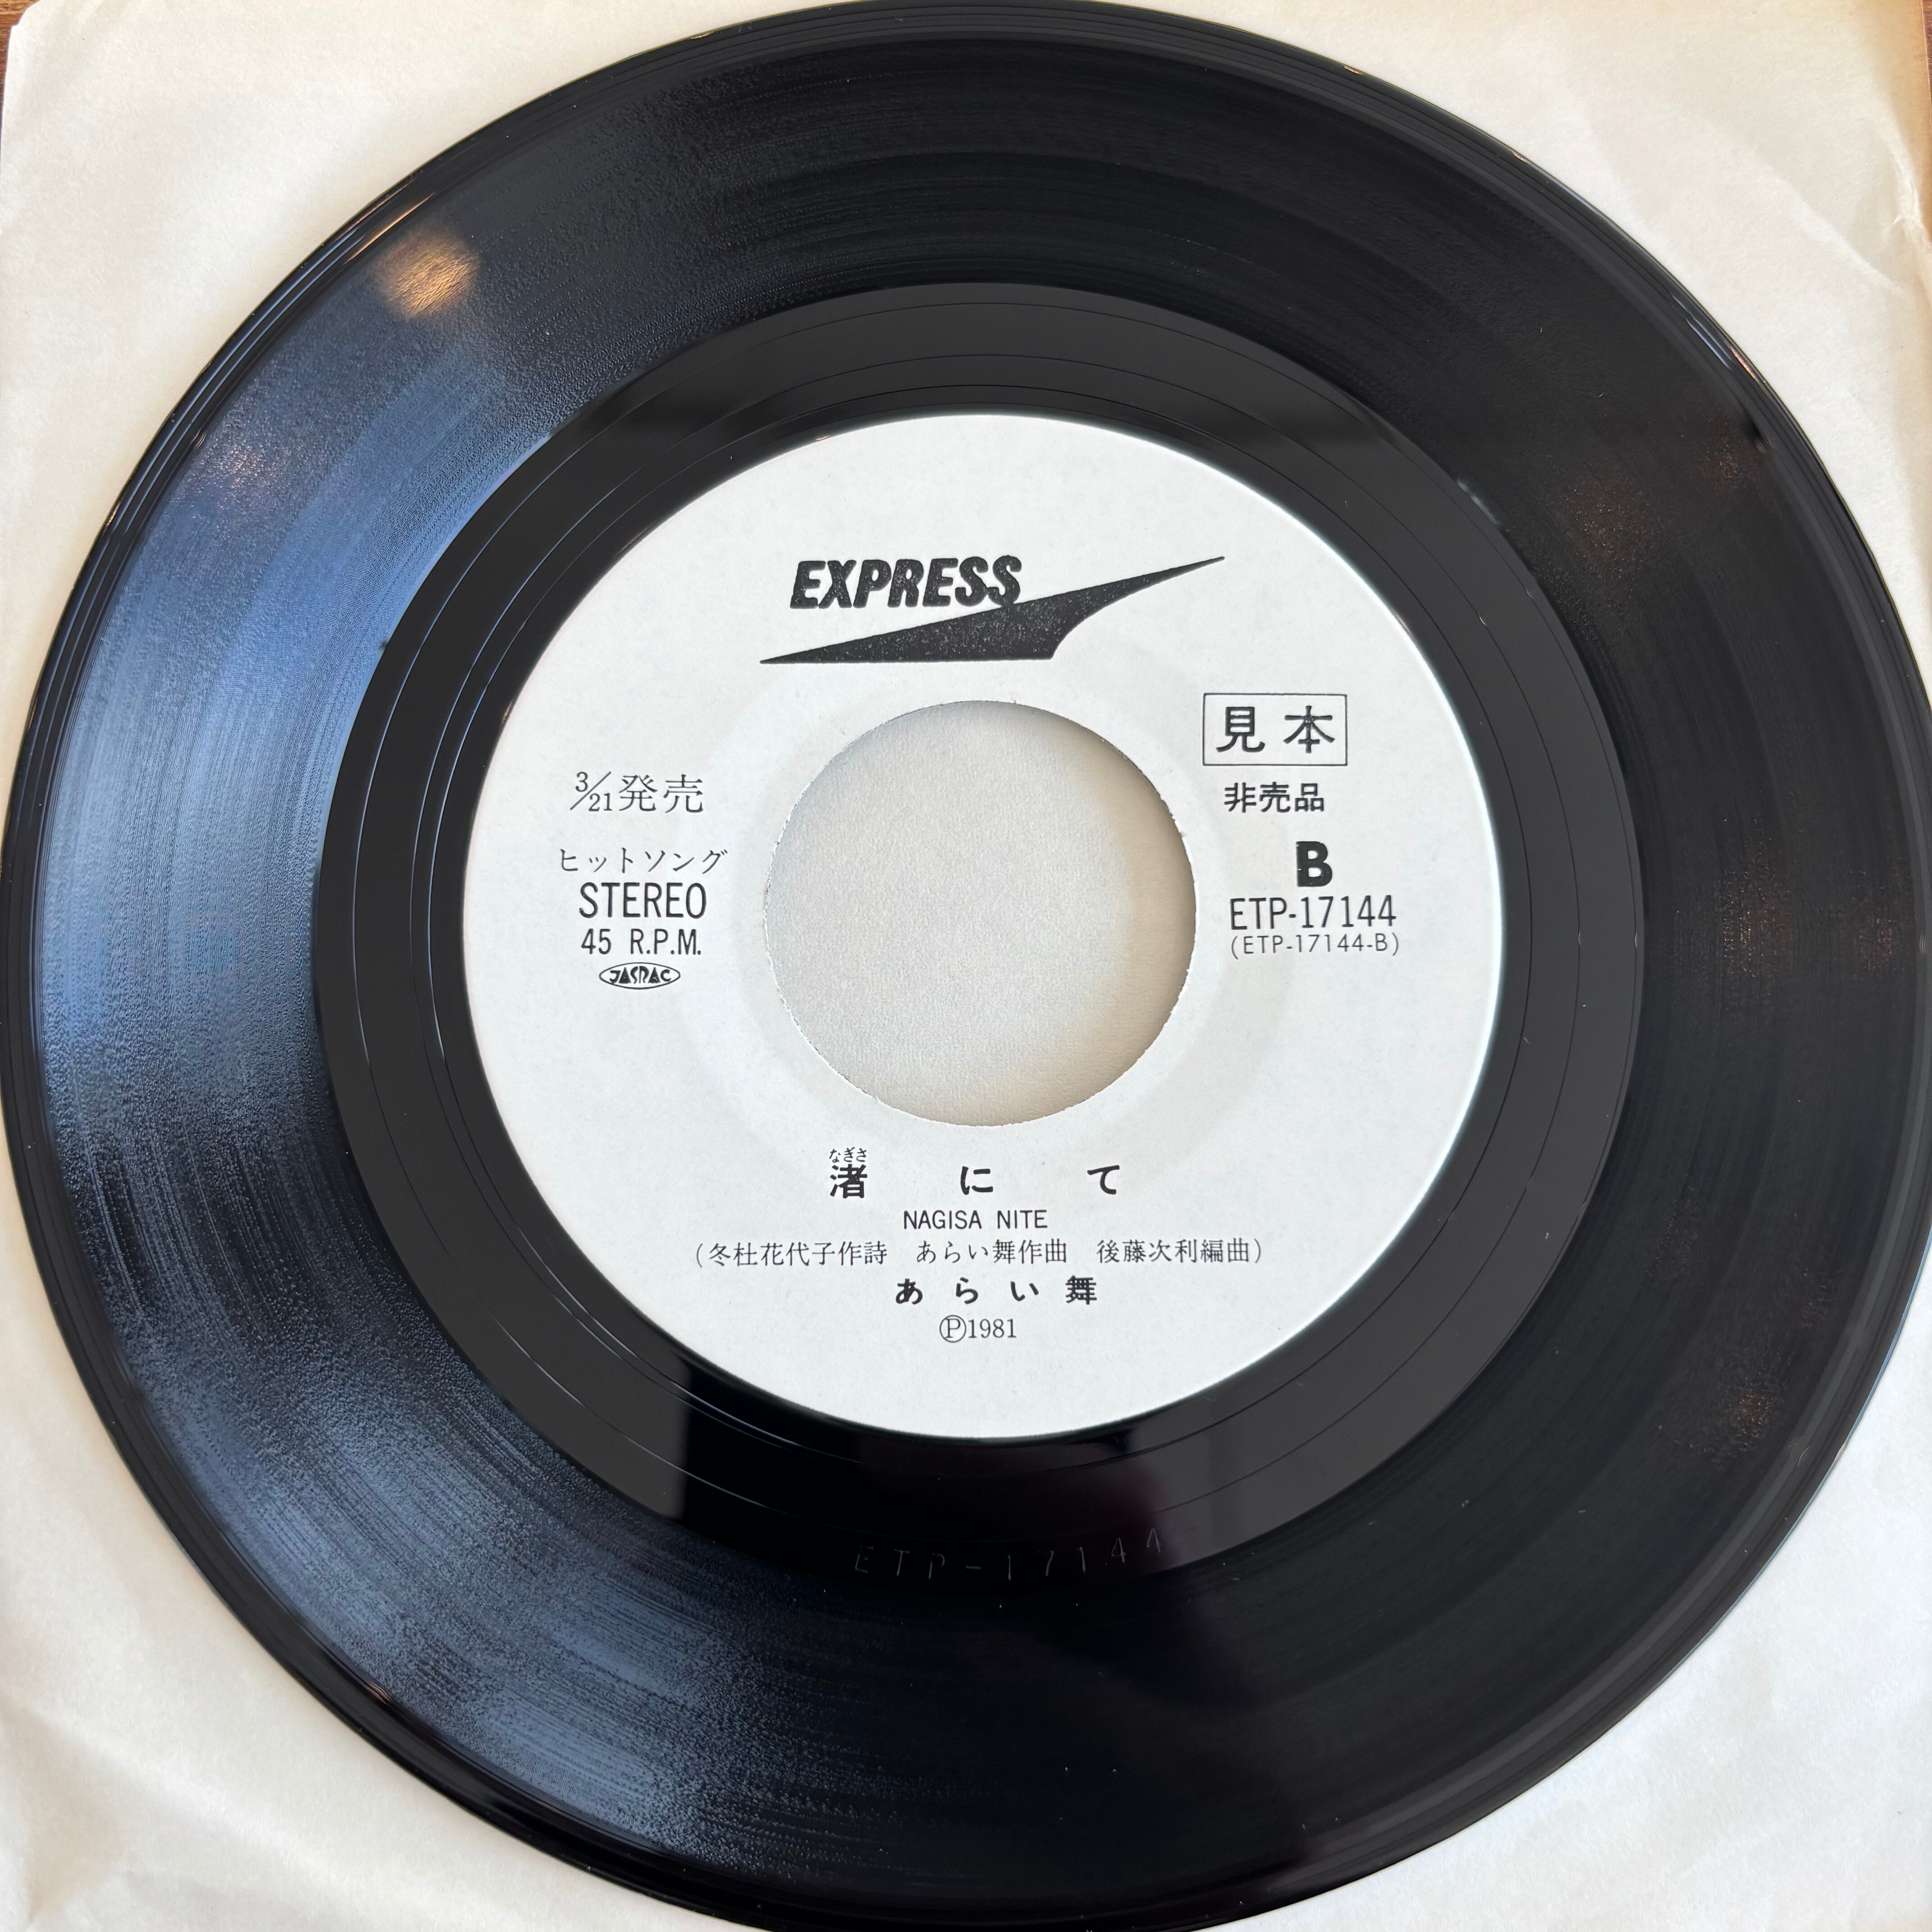 EXPRESS
見本
非売品
3/21発売
ヒットソング
STEREO
45 R.P.M.
JASRAC
B
ETP-17144
(ETP-17144-B)
なぎさ
渚にて
NAGISA NITE
(冬杜花代子作詩　あらい舞作曲　後藤次利編曲)
あらい舞
Ⓟ1981
ETP-17144